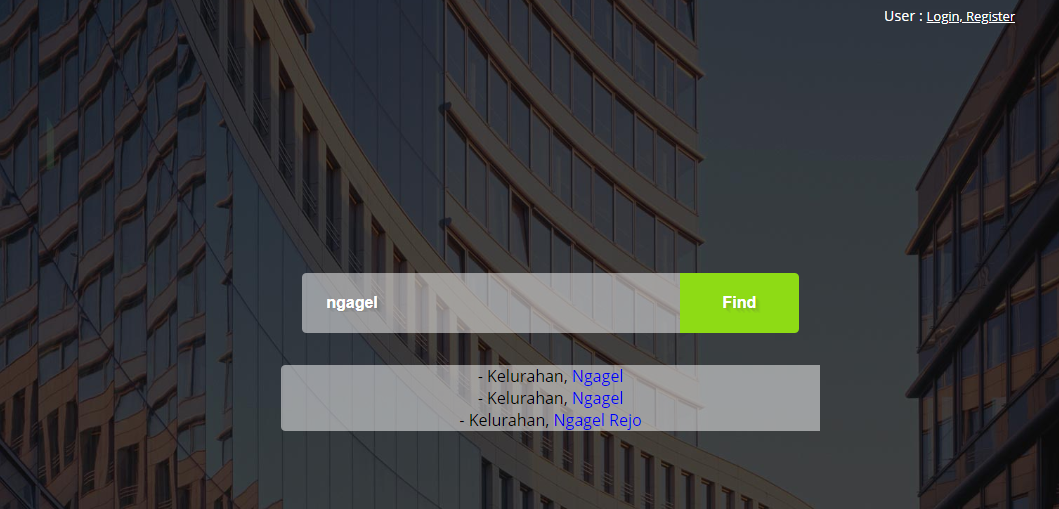 User : Login, Register
ngagel
Find
- Kelurahan, Ngagel
- Kelurahan, Ngagel
- Kelurahan, Ngagel Rejo